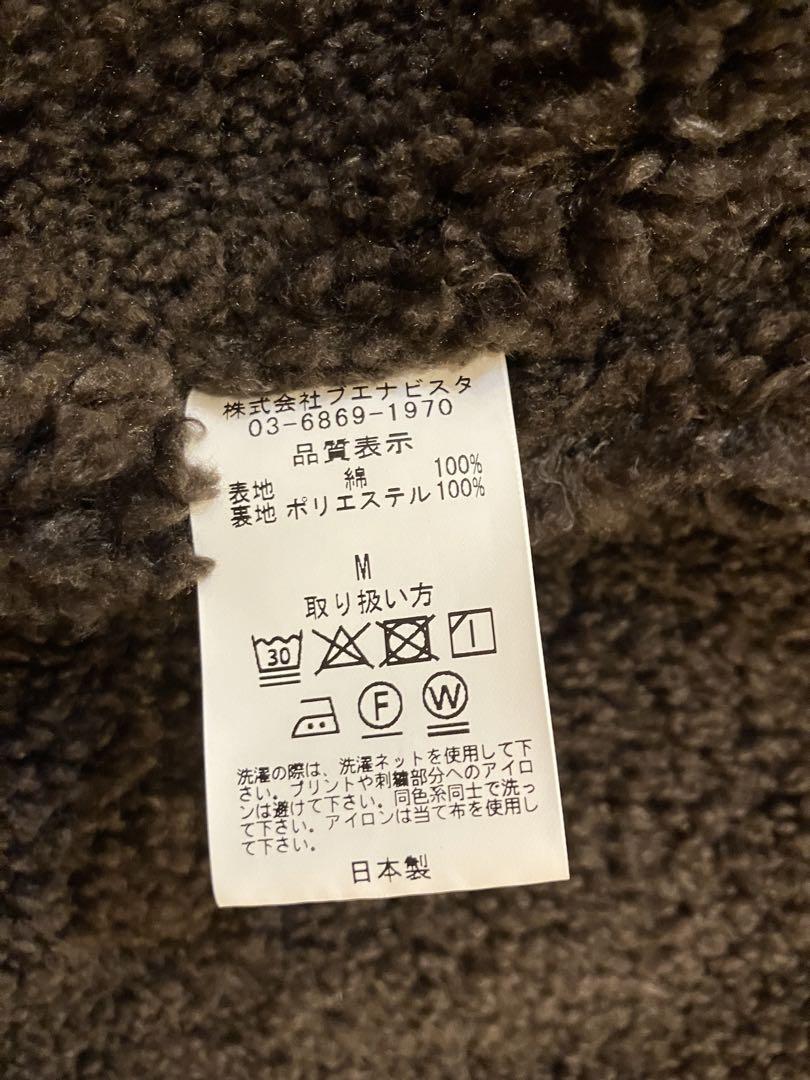 株式会社ブエナビスタ
03-6869-1970
品質表示
表地 綿 100%
裏地 ポリエステル 100%
M
取り扱い方
30
F W
洗濯の際は、洗濯ネットを使用して下
さい。プリントや刺繍部分へのアイロ
ンは避けて下さい。同色系同士で洗っ
て下さい。アイロンは当て布を使用し
て下さい。
日本製